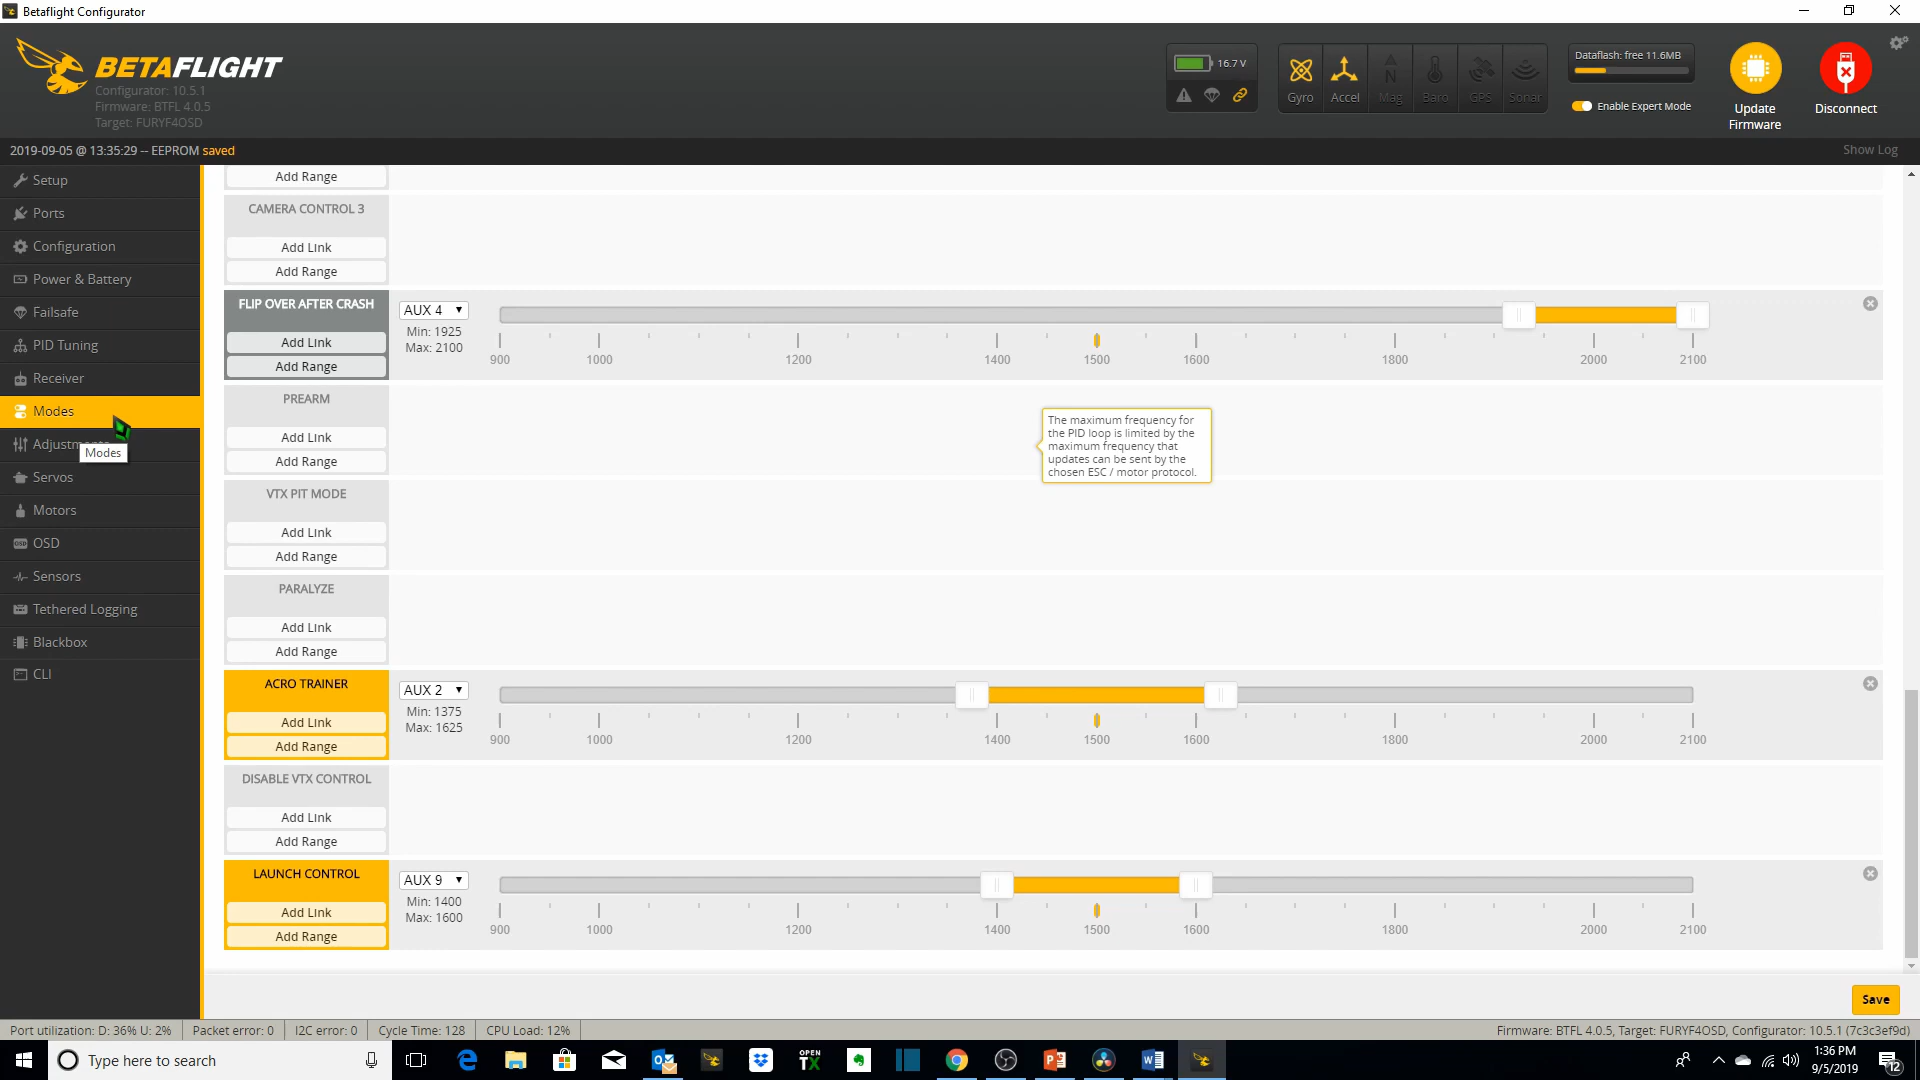 Betaflight Configurator
BETAFLIGHT
Configurator: 10.5.1
Firmware: BTFL 4.0.5
Target: FURYF4OSD
16.7 V
Gyro
Accel
Mag
Baro
GPS
Sonar
Dataflash: free 11.6MB
Enable Expert Mode
Update
Firmware
Disconnect
2019-09-05 @ 13:35:29 -- EEPROM saved
Show Log
Setup
Ports
Configuration
Power & Battery
Failsafe
PID Tuning
Receiver
Modes
Adjustments
Modes
Servos
Motors
OSD
OSD
Sensors
Tethered Logging
Blackbox
CLI
Add Range
CAMERA CONTROL 3
Add Link
Add Range
FLIP OVER AFTER CRASH
Add Link
Add Range
AUX 4
Min: 1925
Max: 2100
900 1000 1200 1400 1500 1600 1800 2000 2100
PREARM
Add Link
Add Range
The maximum frequency for
the PID loop is limited by the
maximum frequency that
updates can be sent by the
chosen ESC / motor protocol.
VTX PIT MODE
Add Link
Add Range
PARALYZE
Add Link
Add Range
ACRO TRAINER
Add Link
Add Range
AUX 2
Min: 1375
Max: 1625
900 1000 1200 1400 1500 1600 1800 2000 2100
DISABLE VTX CONTROL
Add Link
Add Range
LAUNCH CONTROL
Add Link
Add Range
AUX 9
Min: 1400
Max: 1600
900 1000 1200 1400 1500 1600 1800 2000 2100
Save
Port utilization: D: 36% U: 2% Packet error: 0 I2C error: 0 Cycle Time: 128 CPU Load: 12%
Firmware: BTFL 4.0.5, Target: FURYF4OSD, Configurator: 10.5.1 (7c3c3ef9d)
Type here to search
OPEN
TX
1:36 PM
9/5/2019
12